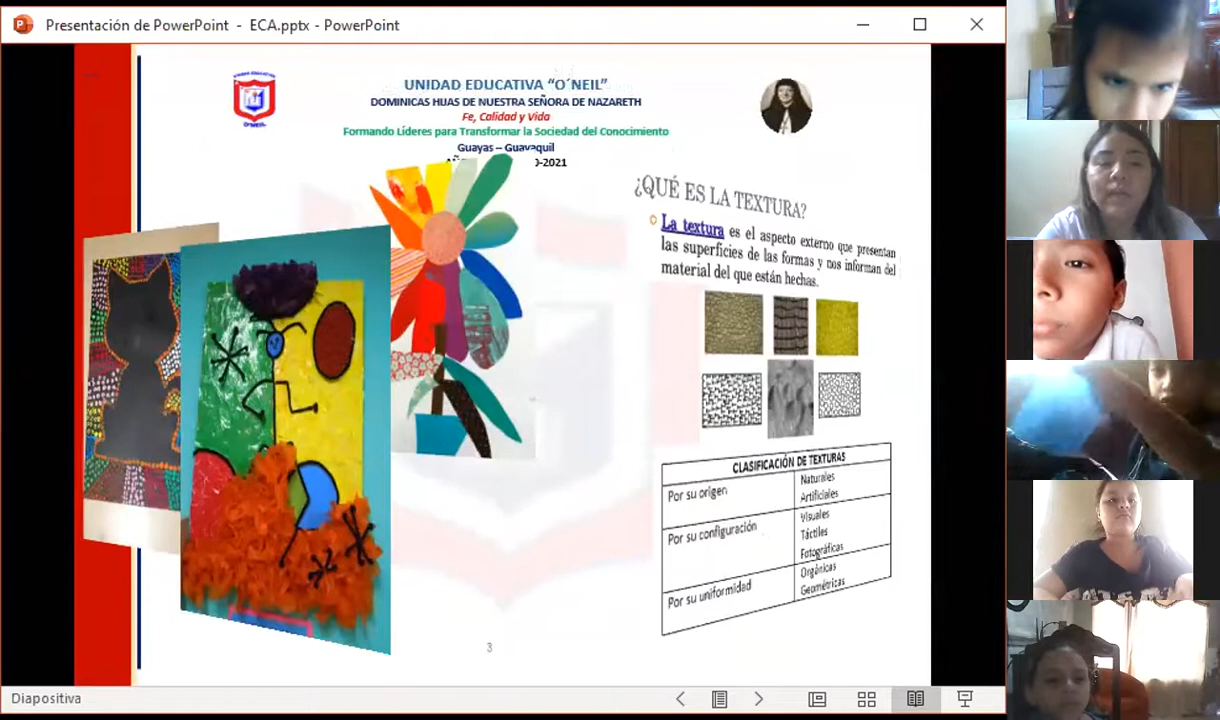 Presentación de PowerPoint - ECA.pptx - PowerPoint
UNIDAD EDUCATIVA “O´NEIL”
DOMINICAS HIJAS DE NUESTRA SEÑORA DE NAZARETH
Fe, Calidad y Vida
Formando Líderes para Transformar la Sociedad del Conocimiento
Guayas – Guayaquil
0-2021
¿QUÉ ES LA TEXTURA?
La textura es el aspecto externo que presentan
las superficies de las formas y nos informan del
material del que están hechas.
CLASIFICACIÓN DE TEXTURAS
Por su origen
Naturales
Artificiales
Por su configuración
Visuales
Táctiles
Fotográficas
Por su uniformidad
Orgánicas
Geométricas
3
Diapositiva